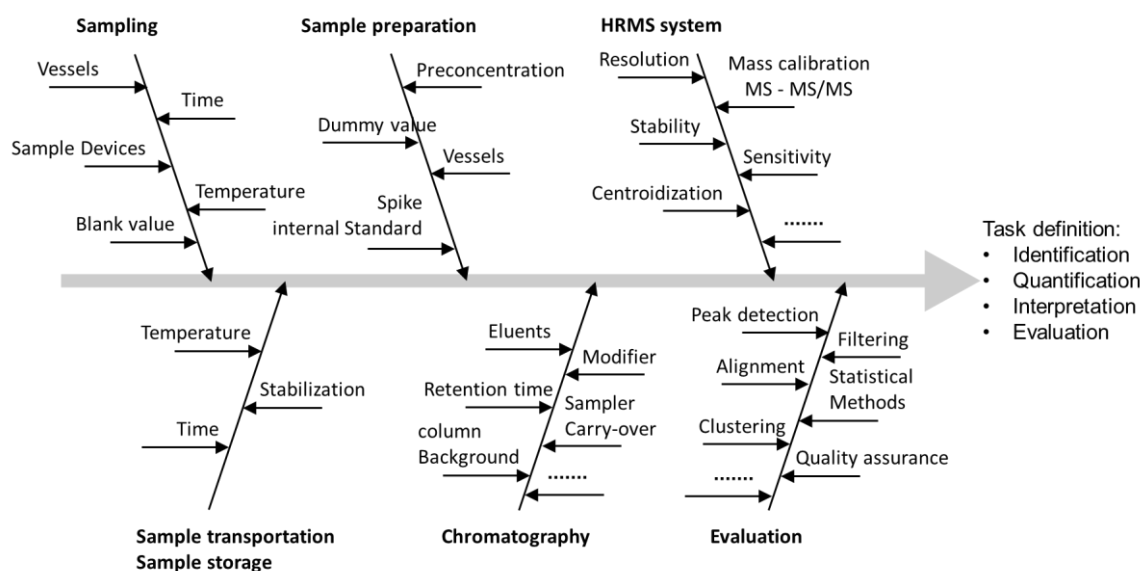 Sampling
Vessels
Time
Sample Devices
Temperature
Blank value
Sample preparation
Preconcentration
Dummy value
Vessels
Spike
internal Standard
HRMS system
Resolution
Mass calibration
MS - MS/MS
Stability
Sensitivity
Centroidization
.......
Task definition:
• Identification
• Quantification
• Interpretation
• Evaluation
Temperature
Stabilization
Time
Sample transportation
Sample storage
Eluents
Modifier
Retention time
Sampler
Carry-over
column
Background
.......
Chromatography
Peak detection
Filtering
Alignment
Statistical
Methods
Clustering
Quality assurance
.......
Evaluation